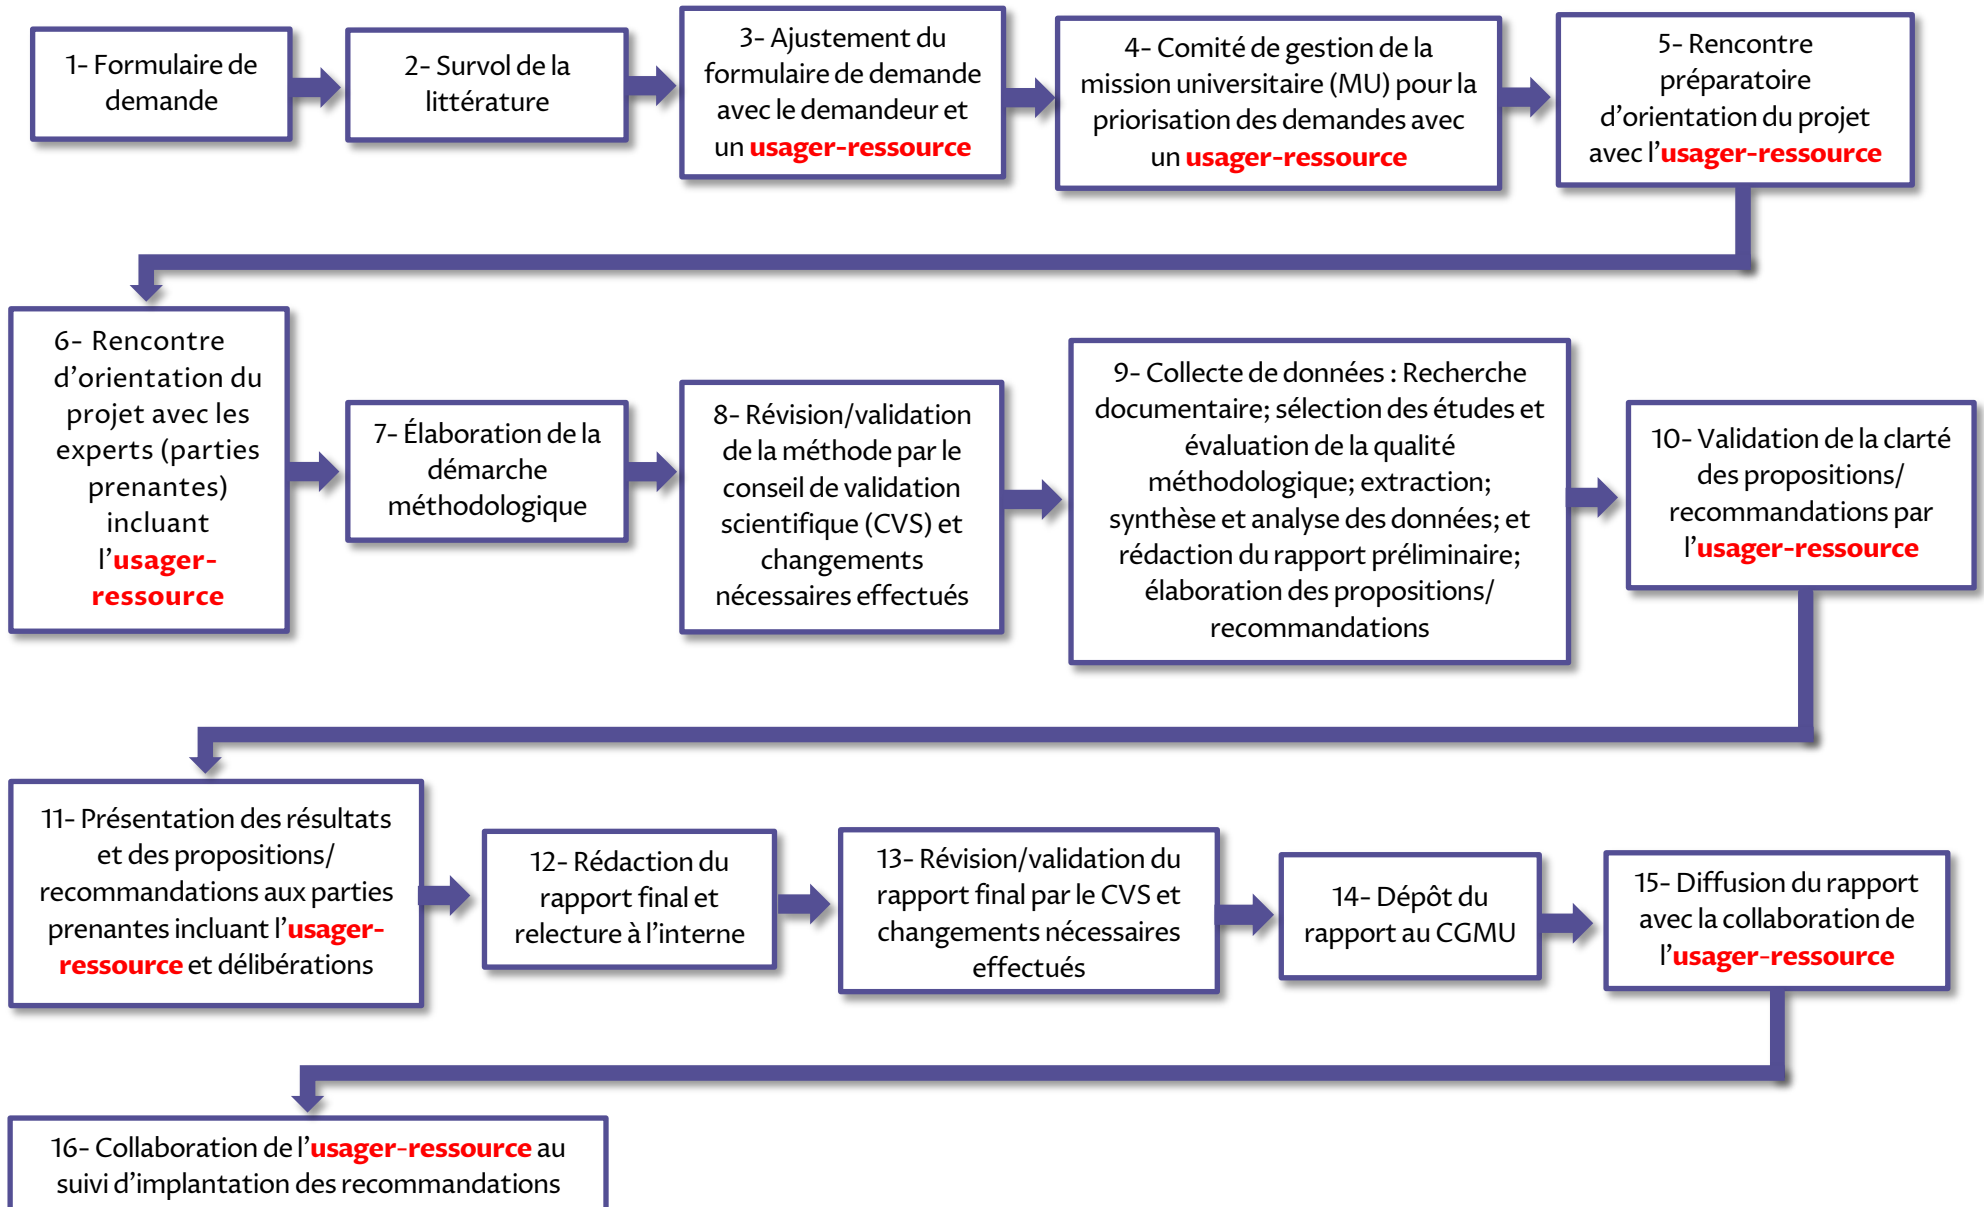 1- Formulaire de
demande
2- Survol de la
littérature
3- Ajustement du
formulaire de demande
avec le demandeur et
un usager-ressource
4- Comité de gestion de la
mission universitaire (MU) pour la
priorisation des demandes avec
un usager-ressource
5- Rencontre
préparatoire
d'orientation du projet
avec l'usager-ressource
6- Rencontre
d'orientation du
projet avec les
experts (parties
prenantes)
incluant
l'usager-
ressource
7- Élaboration de la
démarche
méthodologique
8- Révision/validation
de la méthode par le
conseil de validation
scientifique (CVS) et
changements
nécessaires effectués
9- Collecte de données : Recherche
documentaire; sélection des études et
évaluation de la qualité
méthodologique; extraction;
synthèse et analyse des données; et
rédaction du rapport préliminaire;
élaboration des propositions/
recommandations
10- Validation de la clarté
des propositions/
recommandations par
l'usager-ressource
11- Présentation des résultats
et des propositions/
recommandations aux parties
prenantes incluant l'usager-
ressource et délibérations
12- Rédaction du
rapport final et
relecture à l'interne
13- Révision/validation du
rapport final par le CVS et
changements nécessaires
effectués
14- Dépôt du
rapport au CGMU
15- Diffusion du rapport
avec la collaboration de
l'usager-ressource
16- Collaboration de l'usager-ressource au
suivi d'implantation des recommandations